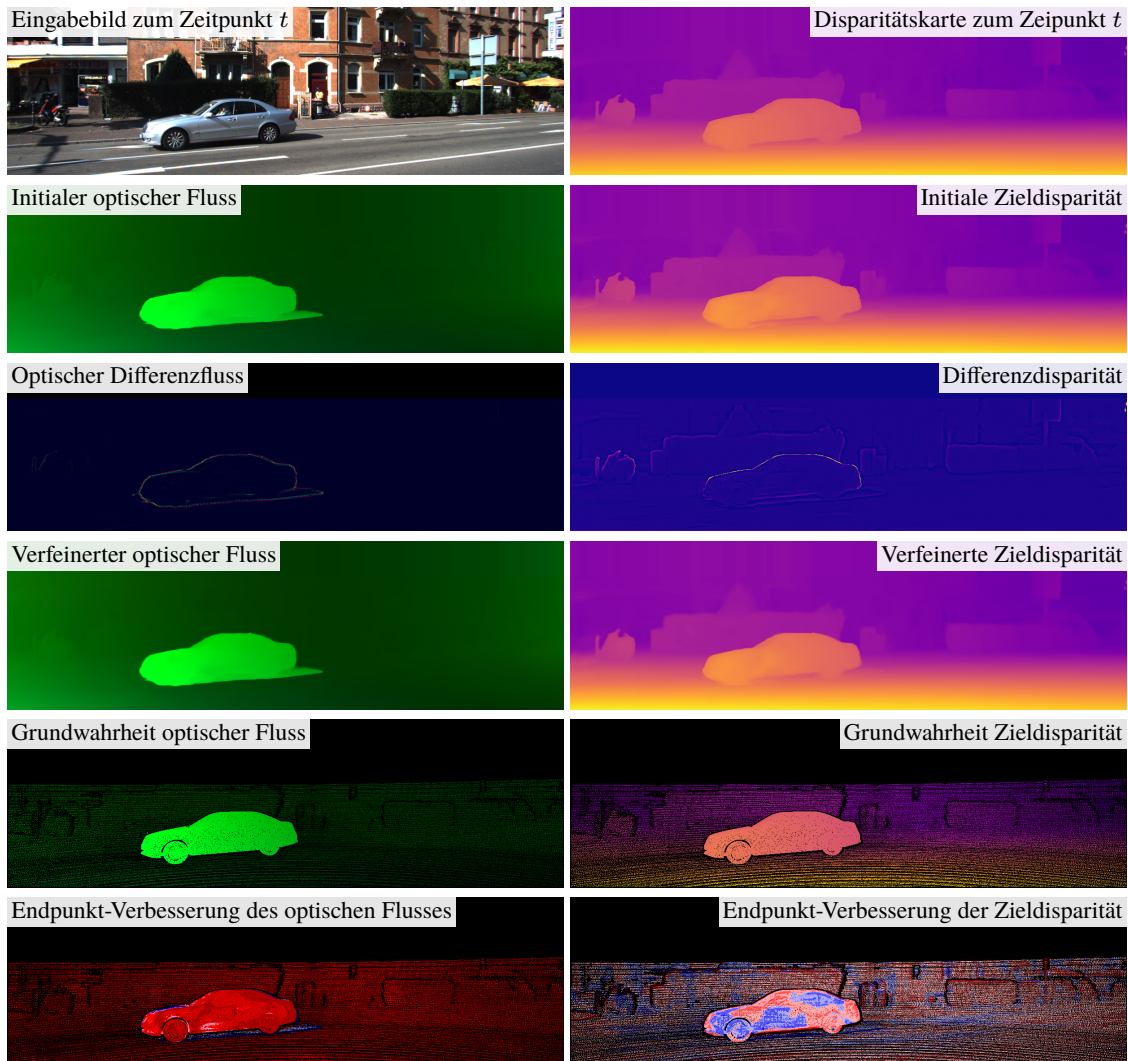 Eingabebild zum Zeitpunkt t
Disparitätskarte zum Zeipunkt t
Initialer optischer Fluss
Initiale Zieldisparität
Optischer Differenzfluss
Differenzdisparität
Verfeinerter optischer Fluss
Verfeinerte Zieldisparität
Grundwahrheit optischer Fluss
Grundwahrheit Zieldisparität
Endpunkt-Verbesserung des optischen Flusses
Endpunkt-Verbesserung der Zieldisparität